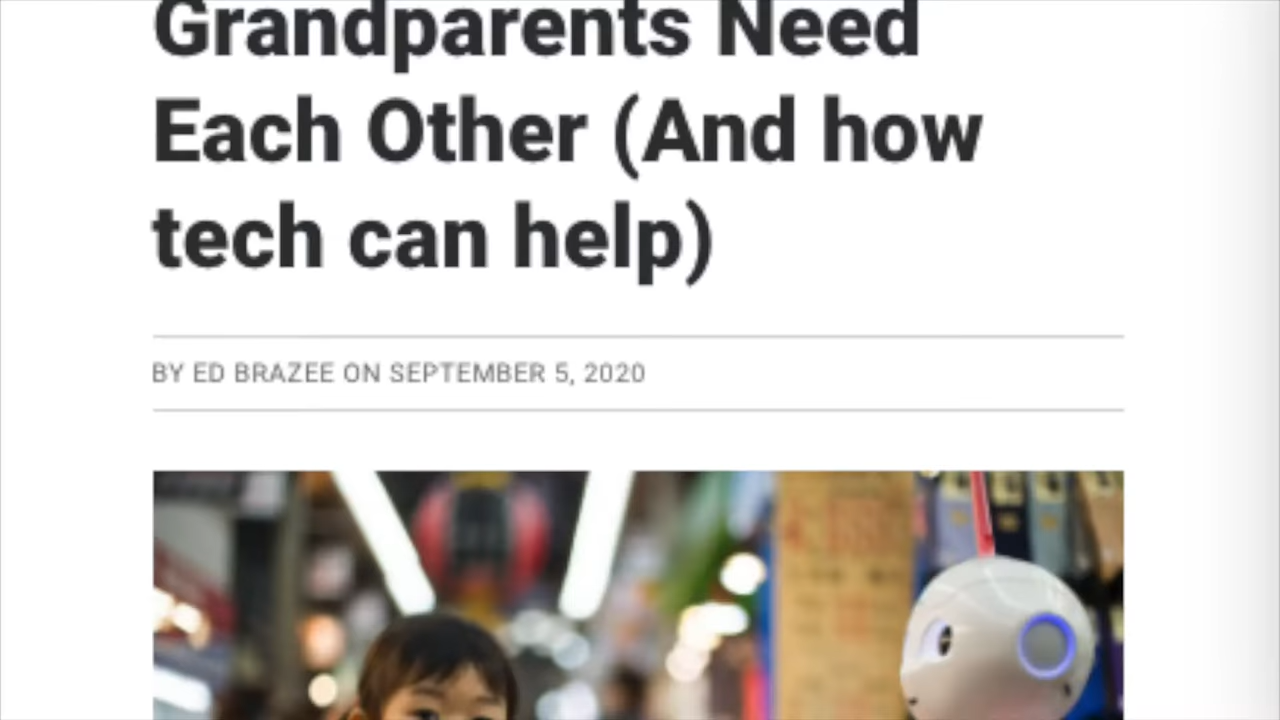 Grandparents Need
Each Other (And how
tech can help)
BY ED BRAZEE ON SEPTEMBER 5, 2020